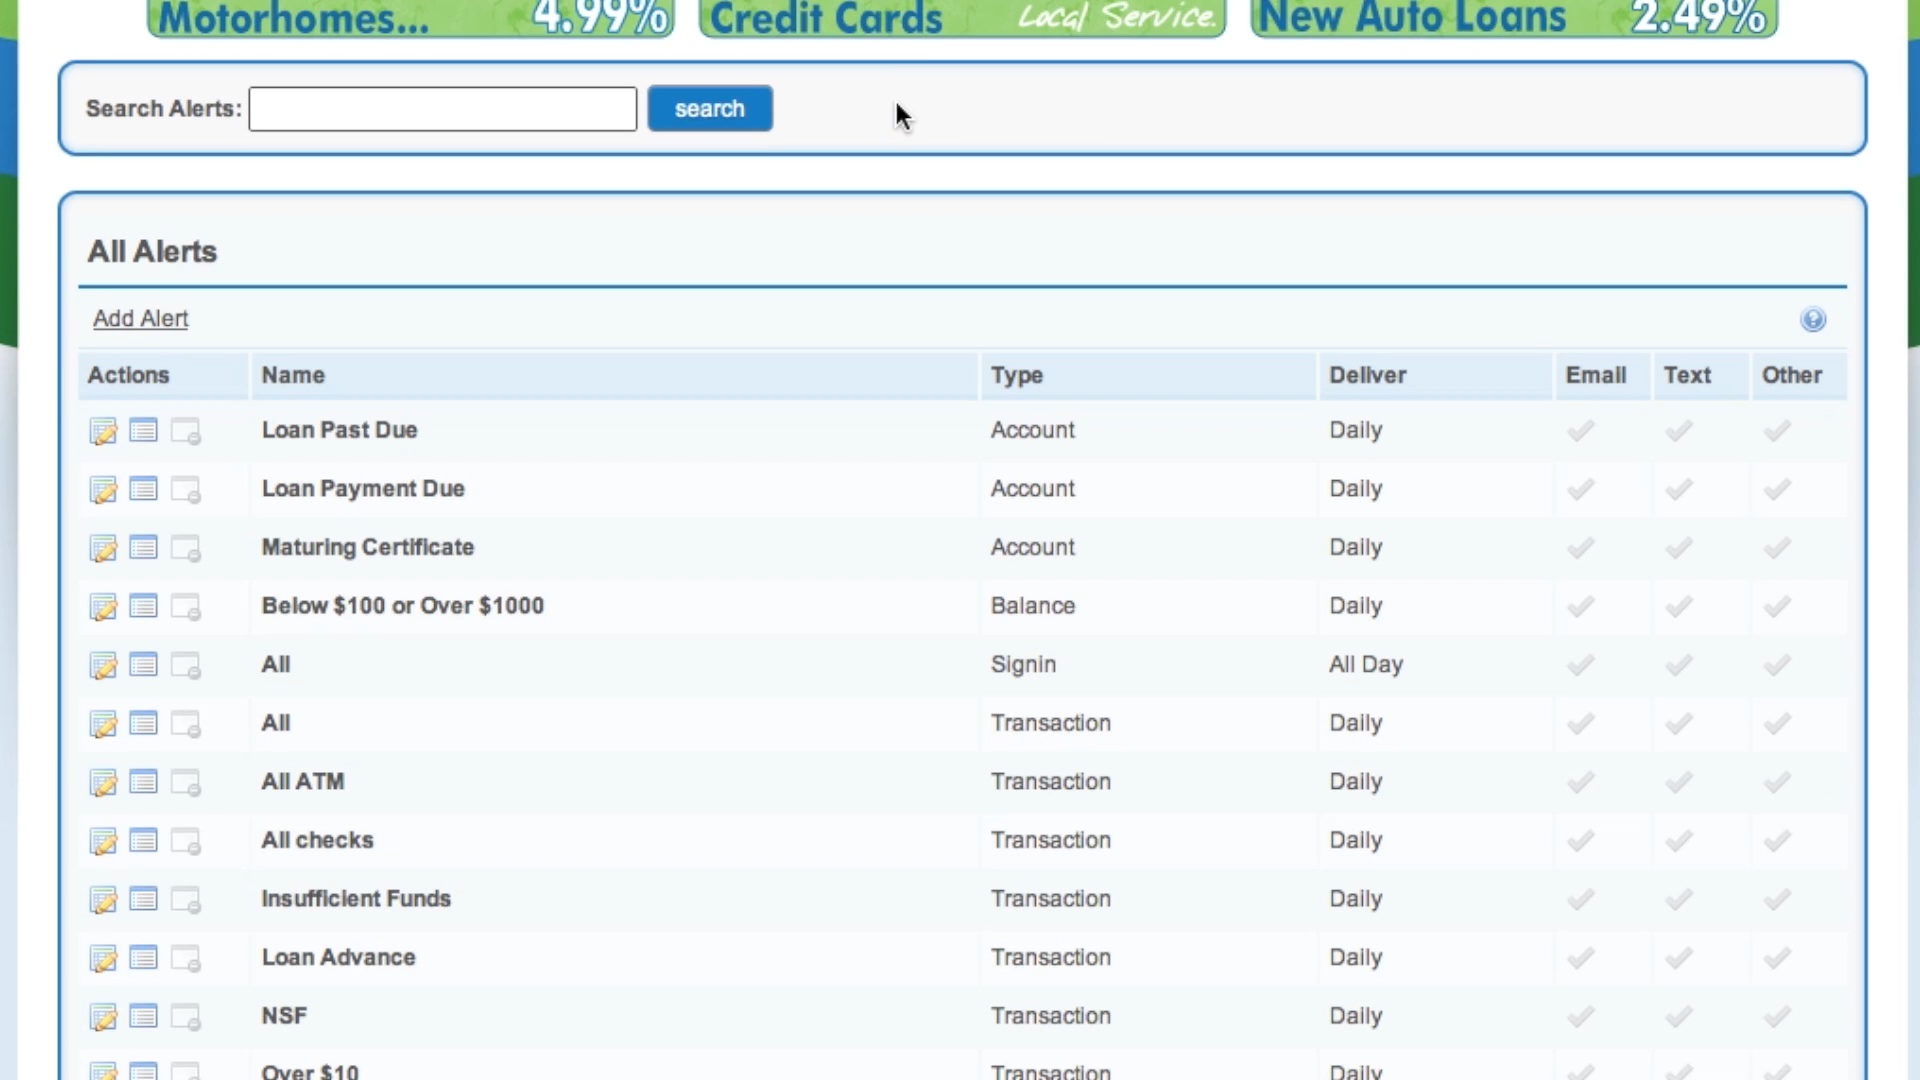 Motorhomes... 4.99% Credit Cards Local Service. New Auto Loans 2.49%
Search Alerts: search
All Alerts
Add Alert
Actions Name Type Deliver Email Text Other
Loan Past Due Account Daily
Loan Payment Due Account Daily
Maturing Certificate Account Daily
Below $100 or Over $1000 Balance Daily
All Signin All Day
All Transaction Daily
All ATM Transaction Daily
All checks Transaction Daily
Insufficient Funds Transaction Daily
Loan Advance Transaction Daily
NSF Transaction Daily
Over $10 Transaction Daily